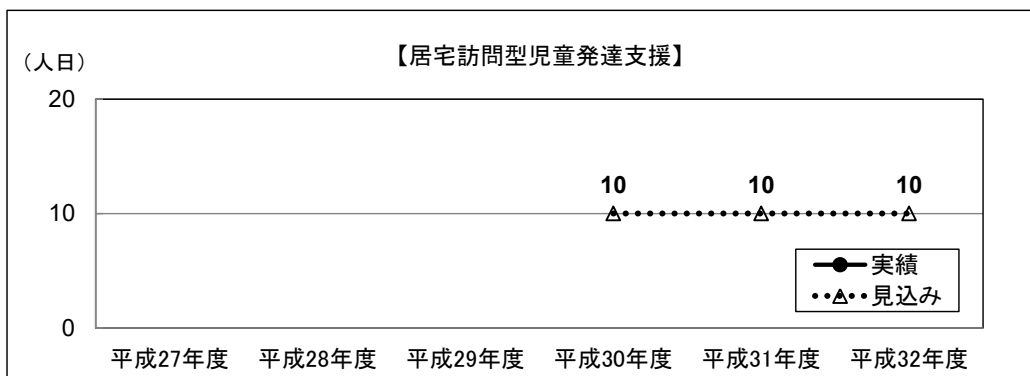 【居宅訪問型児童発達支援】
（人日）
20
10
0
10 10 10
実績
見込み
平成27年度 平成28年度 平成29年度 平成30年度 平成31年度 平成32年度